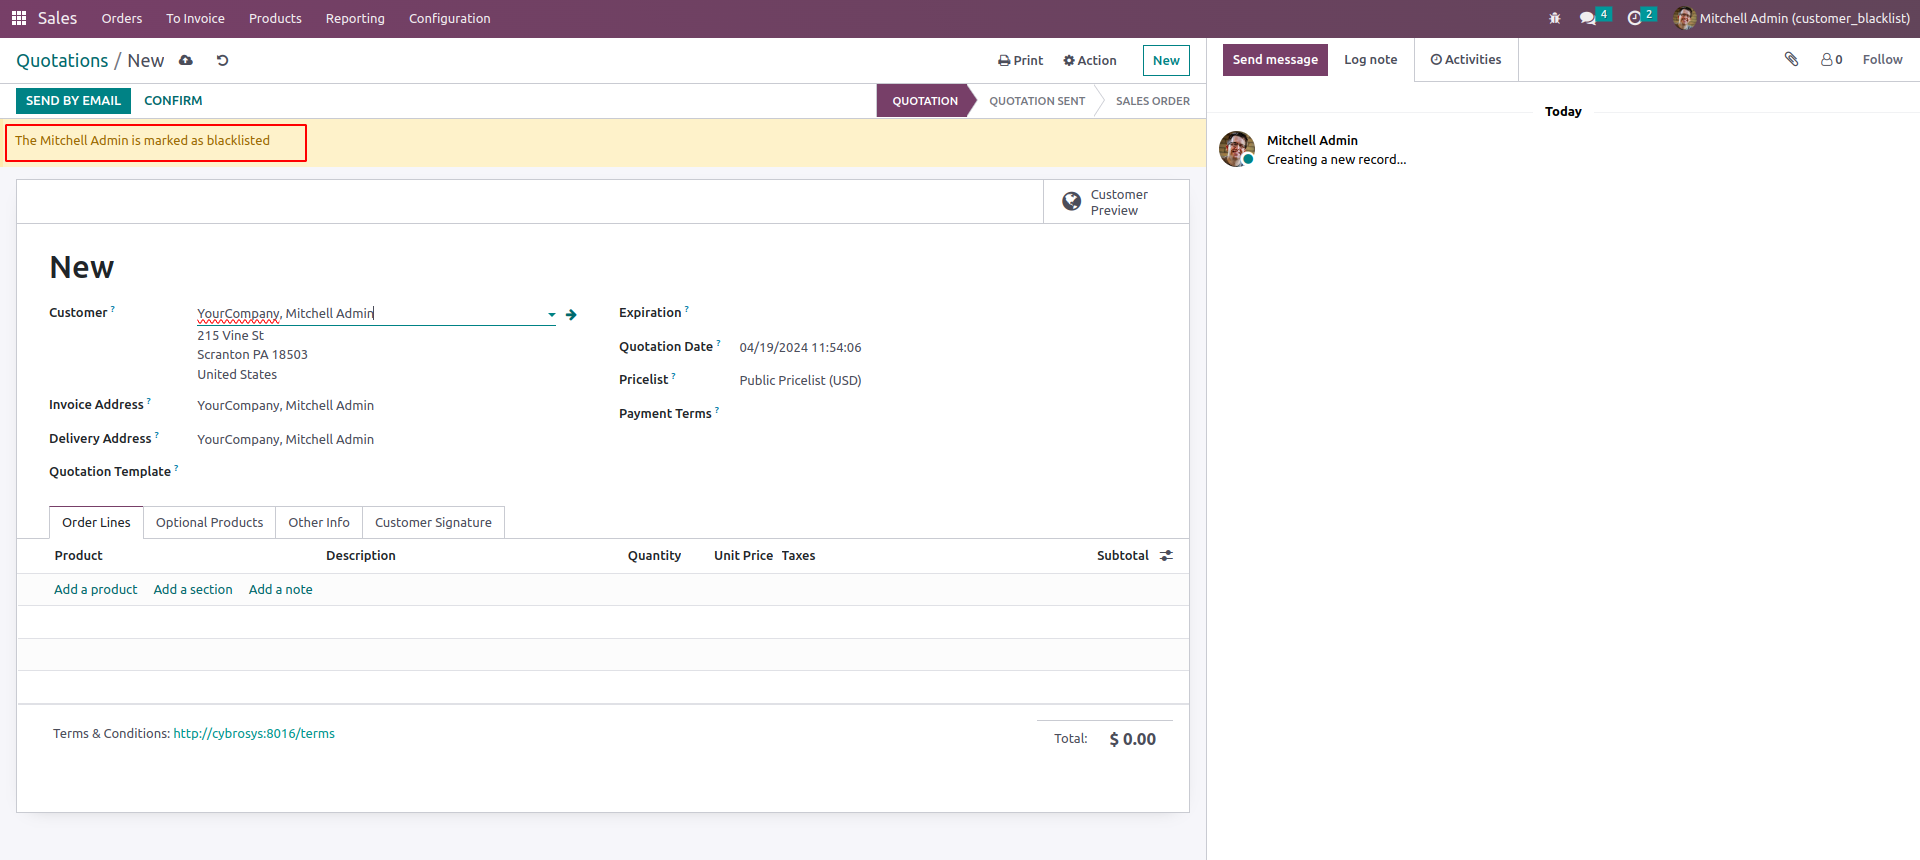 Sales Orders To Invoice Products Reporting Configuration 4 2 Mitchell Admin (customer_blacklist)
Quotations / New Print Action New Send message Log note Activities 0 Follow
SEND BY EMAIL CONFIRM QUOTATION QUOTATION SENT SALES ORDER
Today
The Mitchell Admin is marked as blacklisted
Mitchell Admin
Creating a new record...
Customer
Preview
New
Customer ? YourCompany, Mitchell Admin
215 Vine St
Scranton PA 18503
United States
Invoice Address ? YourCompany, Mitchell Admin
Delivery Address ? YourCompany, Mitchell Admin
Quotation Template ?
Expiration ?
Quotation Date ? 04/19/2024 11:54:06
Pricelist ? Public Pricelist (USD)
Payment Terms ?
Order Lines Optional Products Other Info Customer Signature
Product Description Quantity Unit Price Taxes Subtotal
Add a product Add a section Add a note
Terms & Conditions: http://cybrosys:8016/terms
Total: $ 0.00